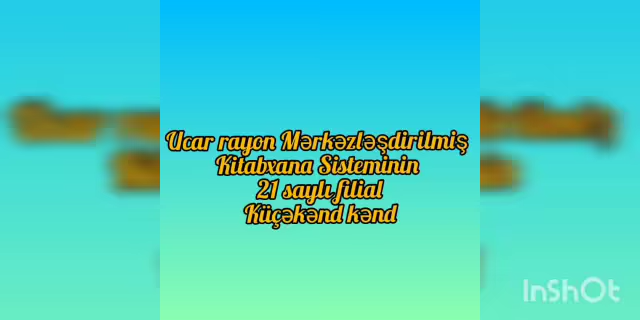 Ucar rayon Mərkəzləşdirilmiş
Kitabxana Sisteminin
21 saylı filial
Küçəkənd kənd
InShOt